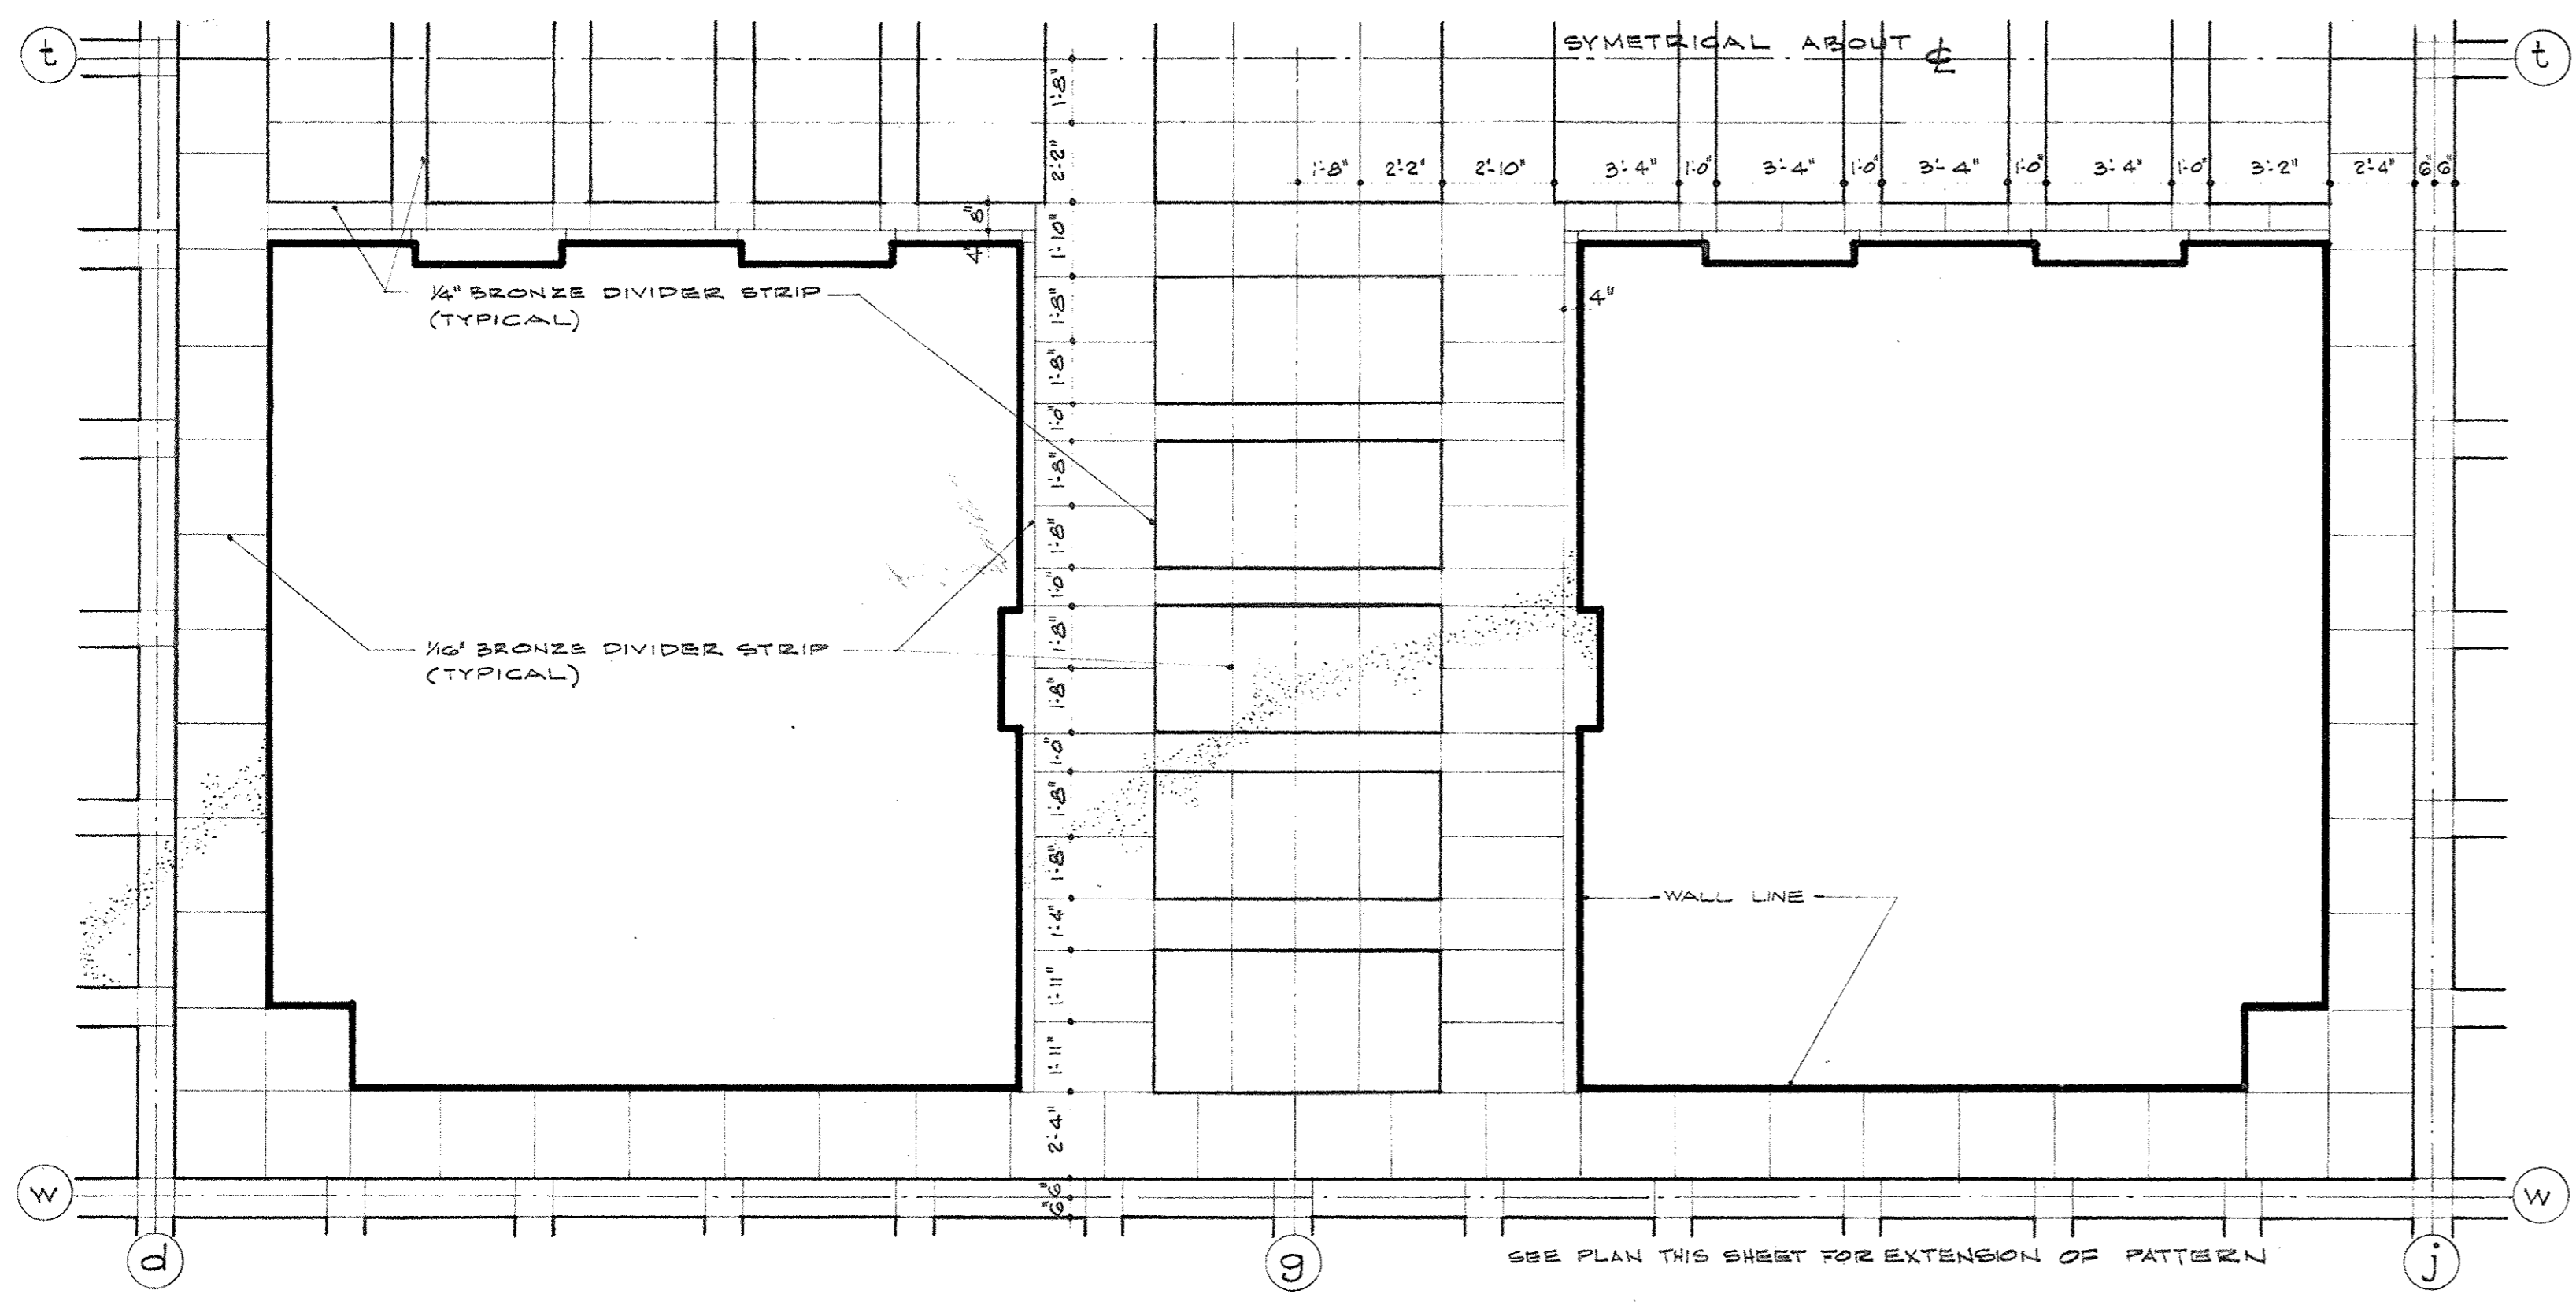 t
SYMETRICAL ABOUT ℄
t
1'-8"
2'-2"
1'-8" 2'-2" 2'-10" 3'-4" 1'-0" 3'-4" 1'-0" 3'-4" 1'-0" 3'-4" 1'-0" 3'-2" 2'-4" 6" 6"
8"
4"
1'-10"
1/4" BRONZE DIVIDER STRIP
(TYPICAL)
4"
1'-8"
1'-8"
1'-0"
1'-8"
1'-8"
1'-0"
1/16" BRONZE DIVIDER STRIP
(TYPICAL)
1'-8"
1'-8"
1'-0"
1'-8"
1'-8"
WALL LINE
1'-4"
1'-11"
1'-11"
2'-4"
w
6" 6"
w
d
g
SEE PLAN THIS SHEET FOR EXTENSION OF PATTERN
j